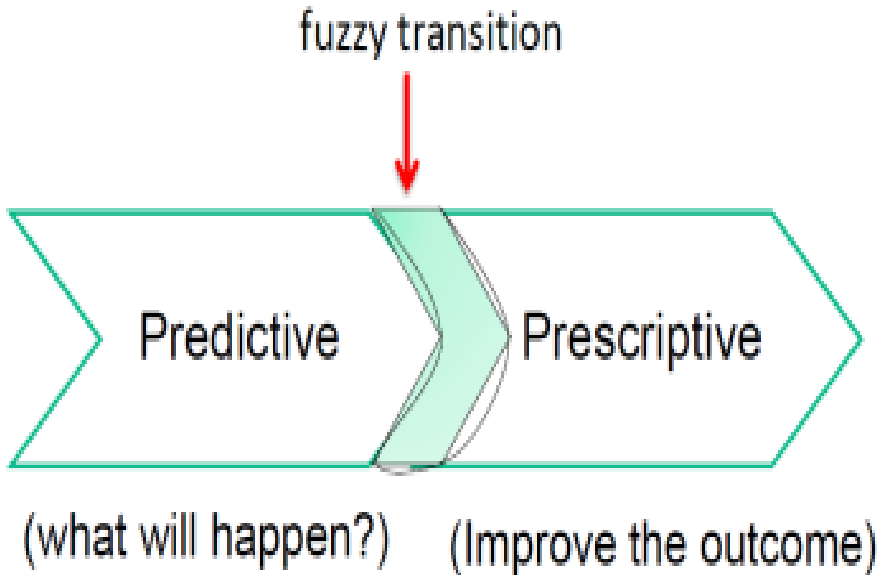 fuzzy transition
Predictive
Prescriptive
(what will happen?)
(Improve the outcome)